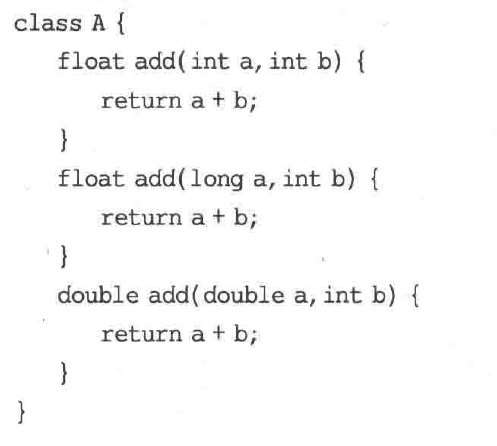 class A {
float add(int a, int b) {
return a + b;
}
float add(long a, int b) {
return a + b;
}
double add(double a, int b) {
return a + b;
}
}